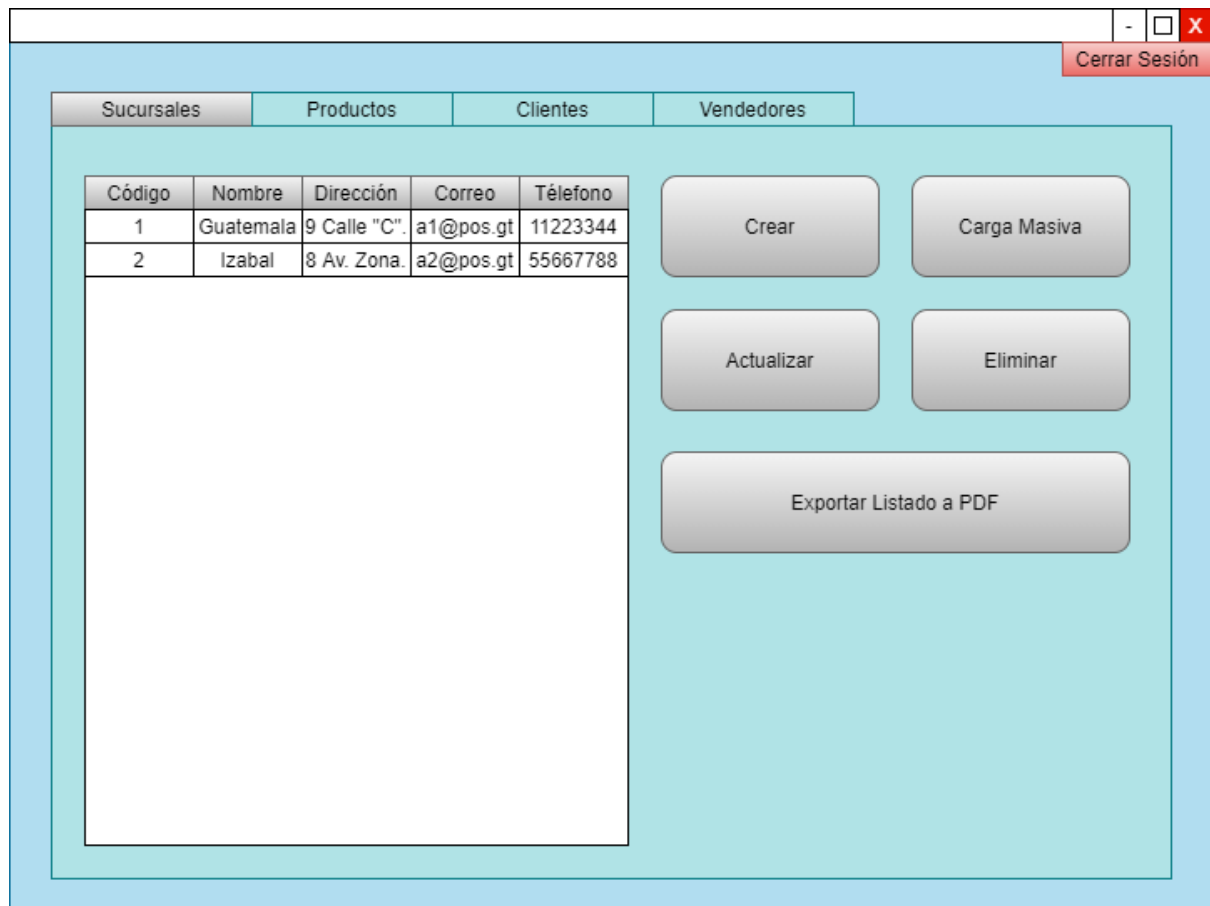 - X
Cerrar Sesión
Sucursales Productos Clientes Vendedores
Código Nombre Dirección Correo Télefono
1 Guatemala 9 Calle "C". a1@pos.gt 11223344
2 Izabal 8 Av. Zona. a2@pos.gt 55667788
Crear Carga Masiva
Actualizar Eliminar
Exportar Listado a PDF